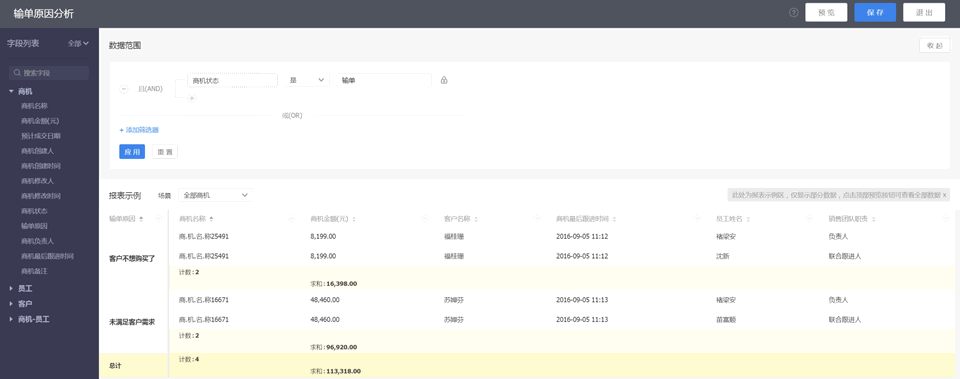 输单原因分析
预 览
保 存
退 出
字段列表
全部
搜索字段
商机
商机名称
商机金额(元)
预计成交日期
商机创建人
商机创建时间
商机修改人
商机修改时间
商机状态
输单原因
商机负责人
商机最后跟进时间
商机备注
员工
客户
商机-员工
数据范围
收 起
且(AND)
商机状态
是
输单
或(OR)
+ 添加筛选器
应 用
重 置
报表示例
场景
全部商机
此处为报表示例区，仅显示部分数据，点击顶部预览按钮可查看全部数据 x
输单原因 商机名称 商机金额(元) 客户名称 商机最后跟进时间 员工姓名 销售团队职责
客户不想购买了
商.机.名.称25491 8,199.00 福桂珊 2016-09-05 11:12 褚梁安 负责人
商.机.名.称25491 8,199.00 福桂珊 2016-09-05 11:12 沈新 联合跟进人
计数:2
求和:16,398.00
未满足客户需求
商.机.名.称16671 48,460.00 苏婶芬 2016-09-05 11:13 褚梁安 负责人
商.机.名.称16671 48,460.00 苏婶芬 2016-09-05 11:13 苗富顺 联合跟进人
计数:2
求和:96,920.00
总计
计数:4
求和:113,318.00